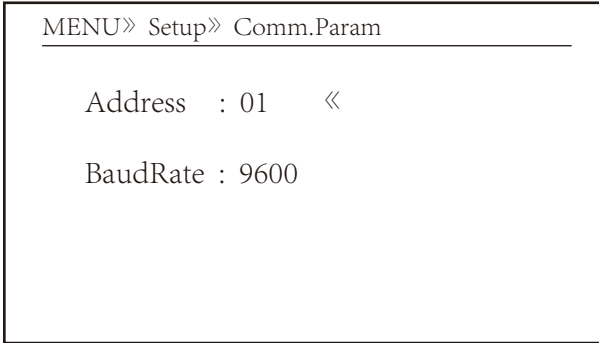 MENU» Setup» Comm.Param
Address : 01 «
BaudRate : 9600